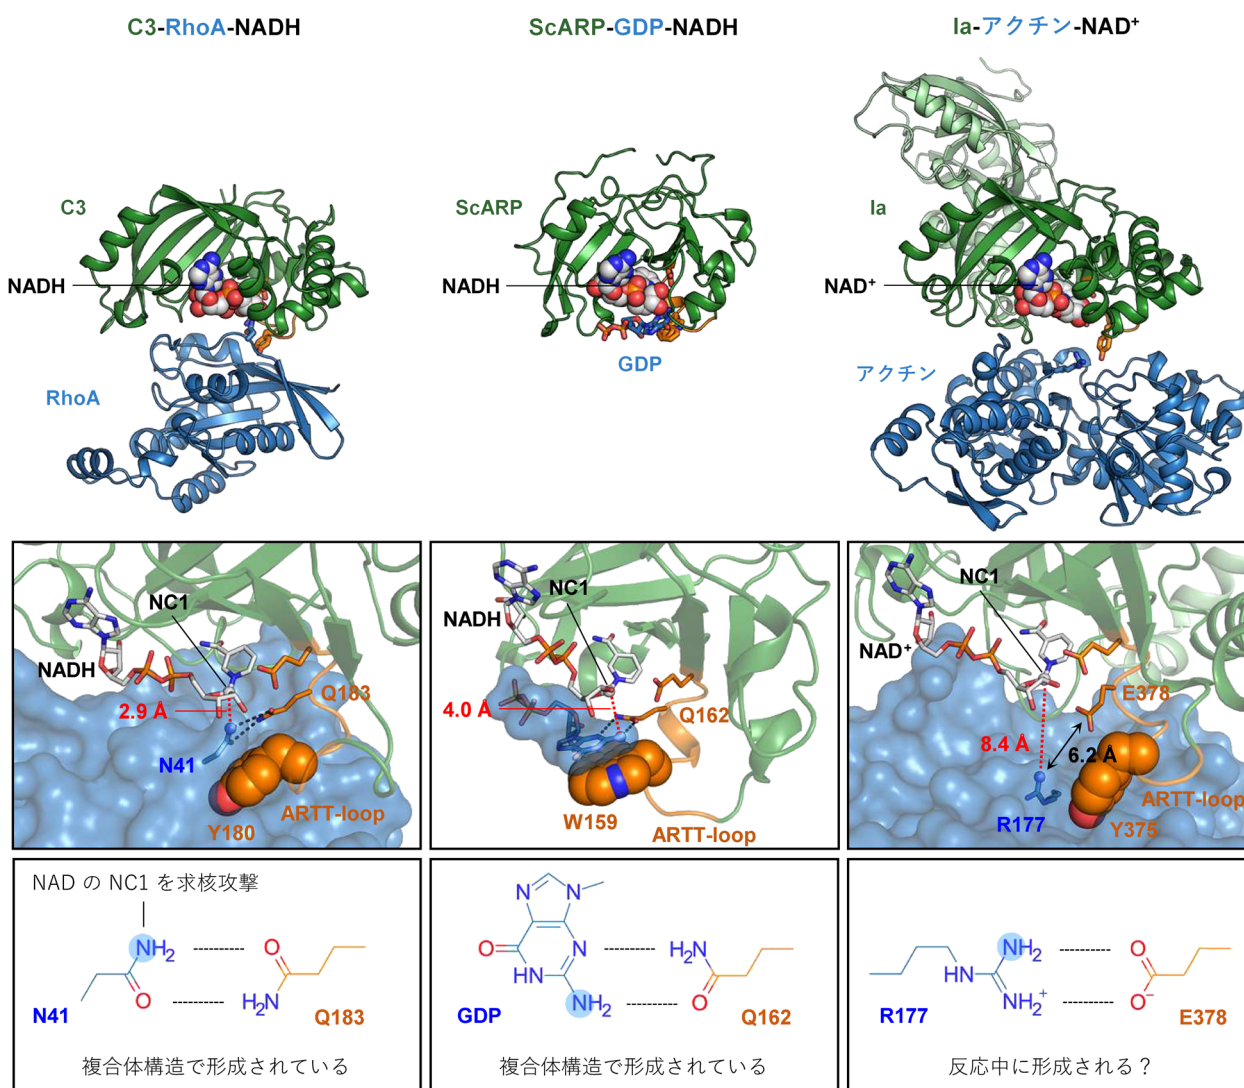 C3-RhoA-NADH
ScARP-GDP-NADH
Ia-アクチン-NAD⁺
C3
NADH
RhoA
ScARP
NADH
GDP
Ia
NAD⁺
アクチン
NC1
NADH
Q183
2.9 Å
N41
Y180
ARTT-loop
NC1
NADH
Q162
4.0 Å
W159
ARTT-loop
NC1
NAD⁺
E378
8.4 Å
6.2 Å
R177
ARTT-loop
Y375
NAD の NC1 を求核攻撃
NH₂
O
O
H₂N
N41
Q183
複合体構造で形成されている
N
N
O
N
HN
NH₂
H₂N
O
GDP
Q162
複合体構造で形成されている
NH₂
HN
NH₂⁺
O
O⁻
R177
E378
反応中に形成される？